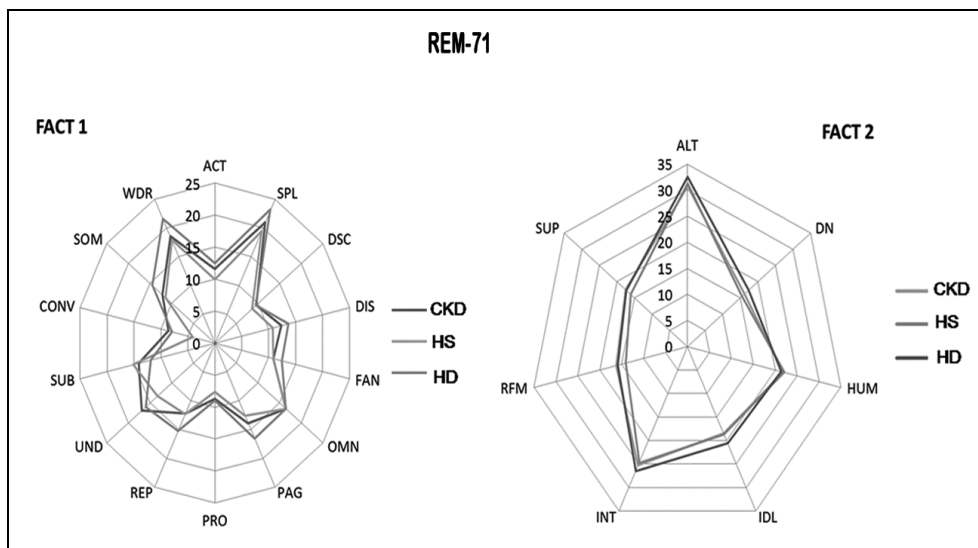 REM-71
FACT 1
ACT
SPL
DSC
DIS
FAN
OMN
PAG
PRO
REP
UND
SUB
CONV
SOM
WDR
25
20
15
10
5
0
CKD
HS
HD
FACT 2
ALT
DN
HUM
IDL
INT
RFM
SUP
35
30
25
20
15
10
5
0
CKD
HS
HD